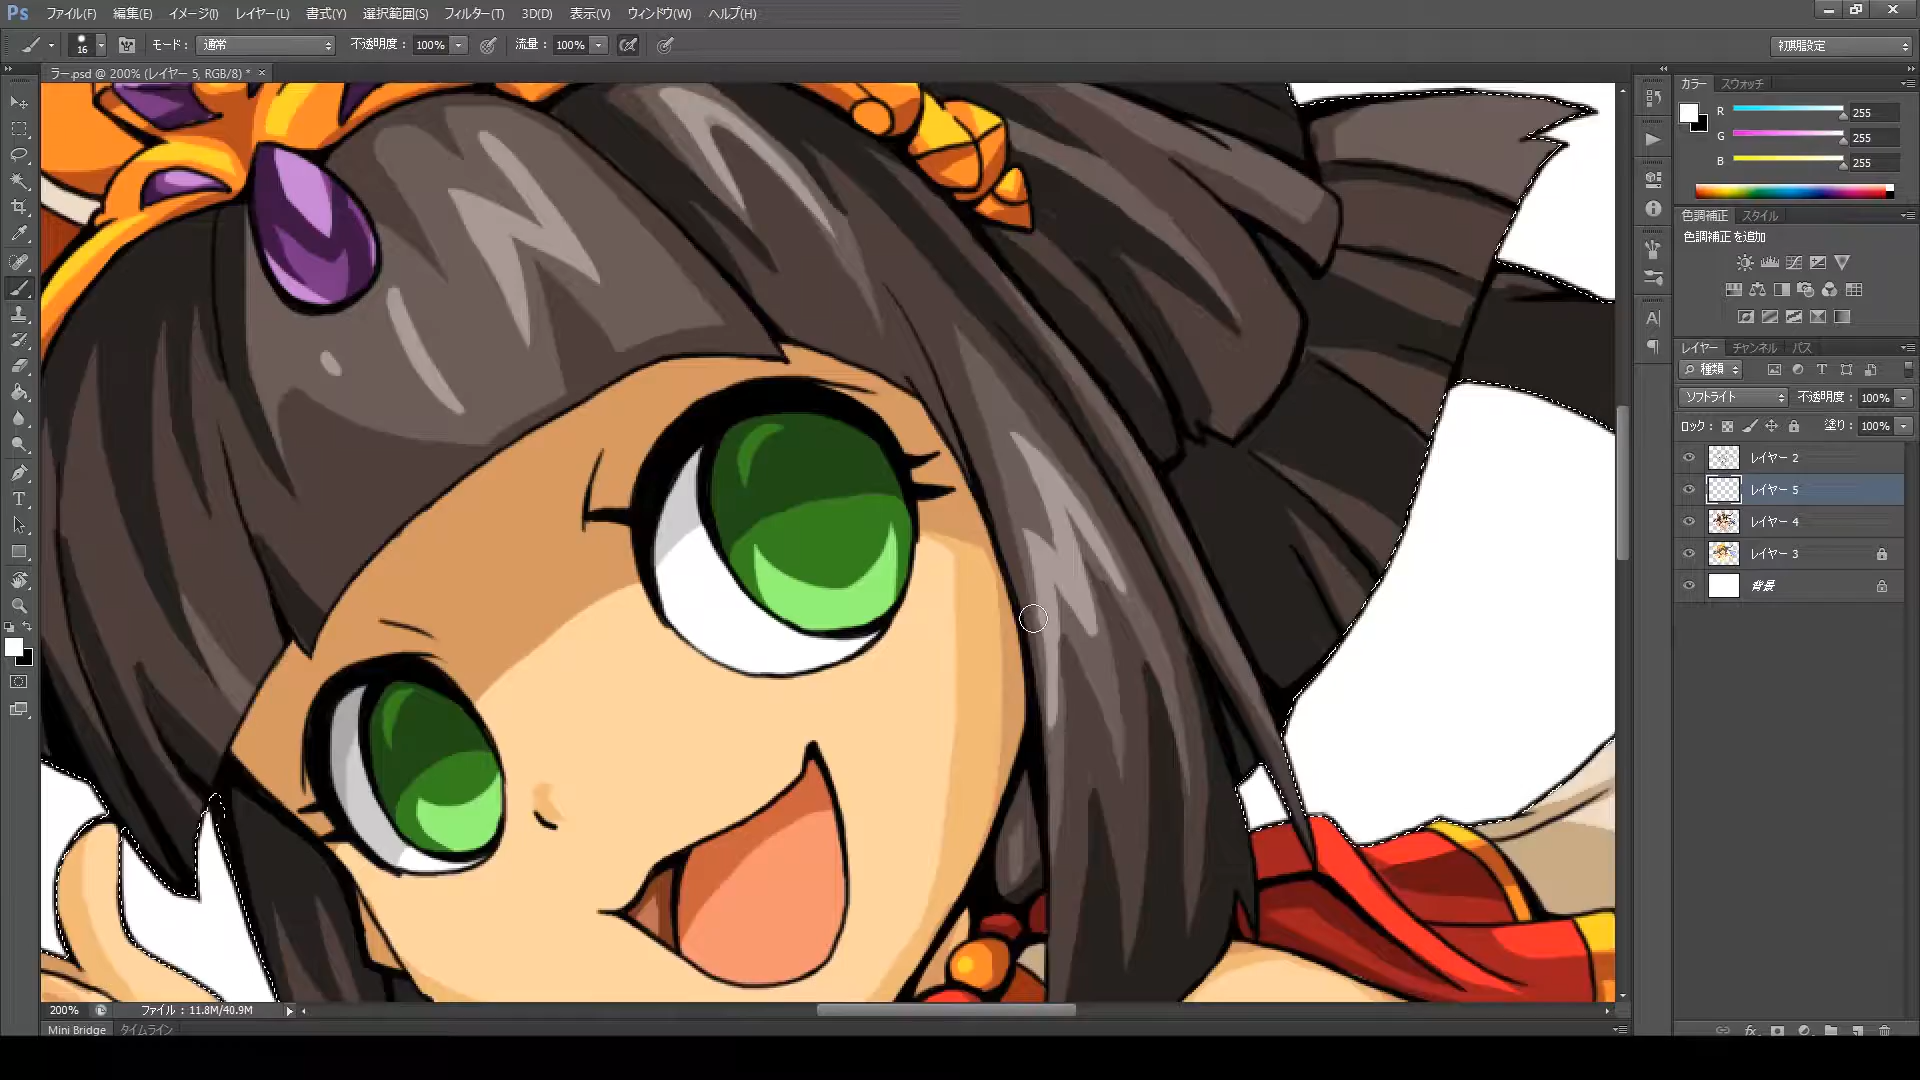 Ps ファイル(F) 編集(E) イメージ(I) レイヤー(L) 書式(Y) 選択範囲(S) フィルター(T) 3D(D) 表示(V) ウィンドウ(W) ヘルプ(H)
16 モード: 通常 不透明度: 100% 流量: 100% 初期設定
ラー.psd @ 200% (レイヤー 5, RGB/8) * ×
カラー スウォッチ
R 255
G 255
B 255
色調補正 スタイル
色調補正を追加
レイヤー チャンネル パス
種類
ソフトライト 不透明度: 100%
ロック: 塗り: 100%
レイヤー 2
レイヤー 5
レイヤー 4
レイヤー 3
背景
200% ファイル: 11.8M/40.9M
Mini Bridge タイムライン